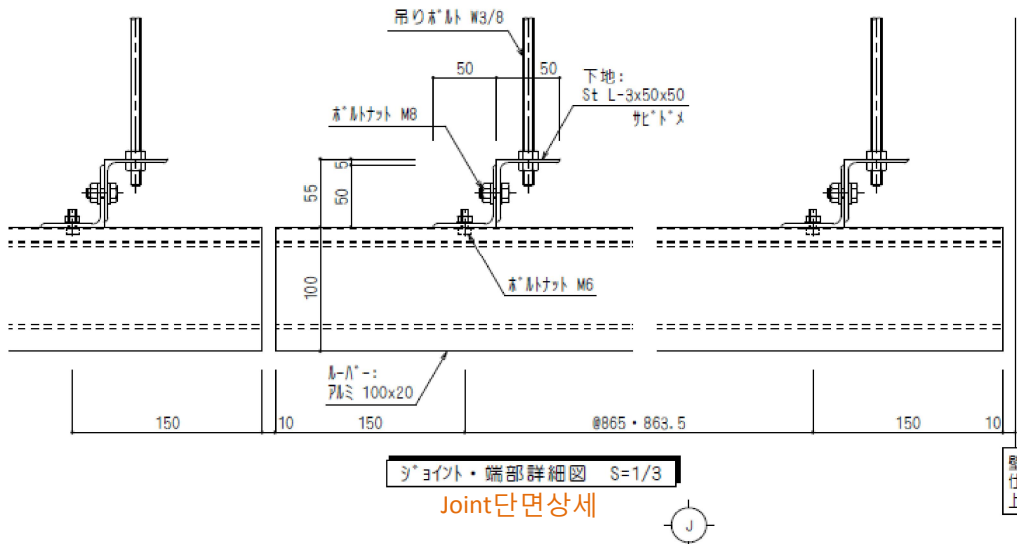 吊りボルト W3/8
50
50
下地:
St L-3x50x50
サビドメ
ボルトナット M8
5
55
50
100
ボルトナット M6
ルーバー:
アルミ 100x20
150
10
150
@865・863.5
150
10
ジョイント・端部詳細図 S=1/3
壁
仕
上
Joint단면상세
J